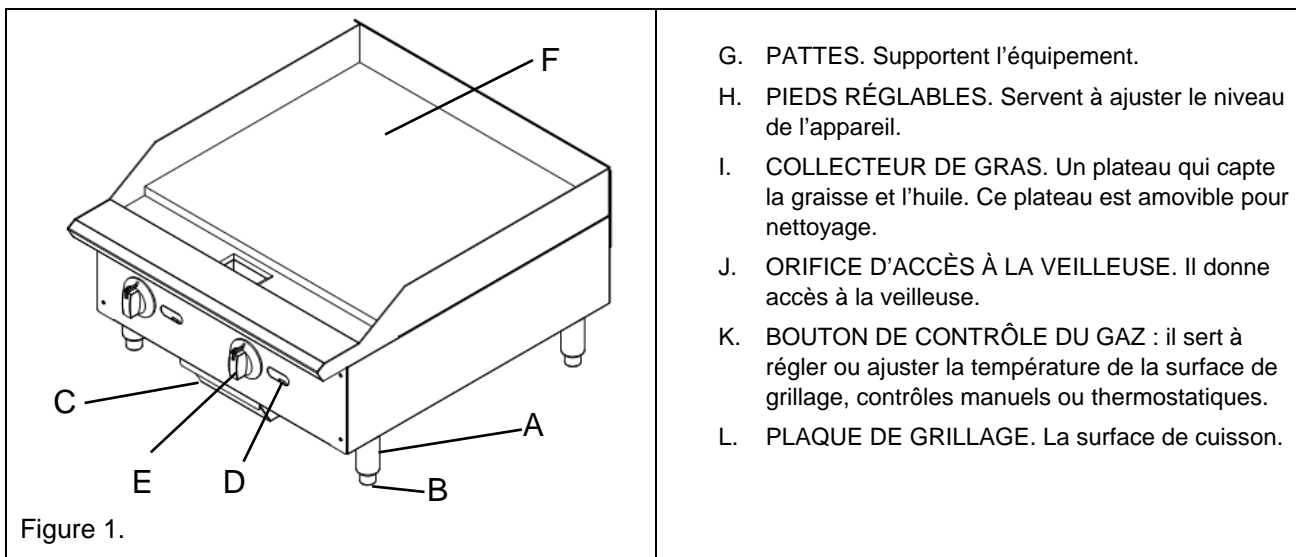 F
C
E
D
A
B
Figure 1.
G. PATTES. Supportent l’équipement.
H. PIEDS RÉGLABLES. Servent à ajuster le niveau
de l’appareil.
I. COLLECTEUR DE GRAS. Un plateau qui capte
la graisse et l’huile. Ce plateau est amovible pour
nettoyage.
J. ORIFICE D’ACCÈS À LA VEILLEUSE. Il donne
accès à la veilleuse.
K. BOUTON DE CONTRÔLE DU GAZ : il sert à
régler ou ajuster la température de la surface de
grillage, contrôles manuels ou thermostatiques.
L. PLAQUE DE GRILLAGE. La surface de cuisson.